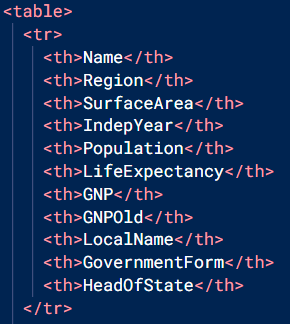 <table>
<tr>
<th>Name</th>
<th>Region</th>
<th>SurfaceArea</th>
<th>IndepYear</th>
<th>Population</th>
<th>LifeExpectancy</th>
<th>GNP</th>
<th>GNPOld</th>
<th>LocalName</th>
<th>GovernmentForm</th>
<th>HeadOfState</th>
</tr>